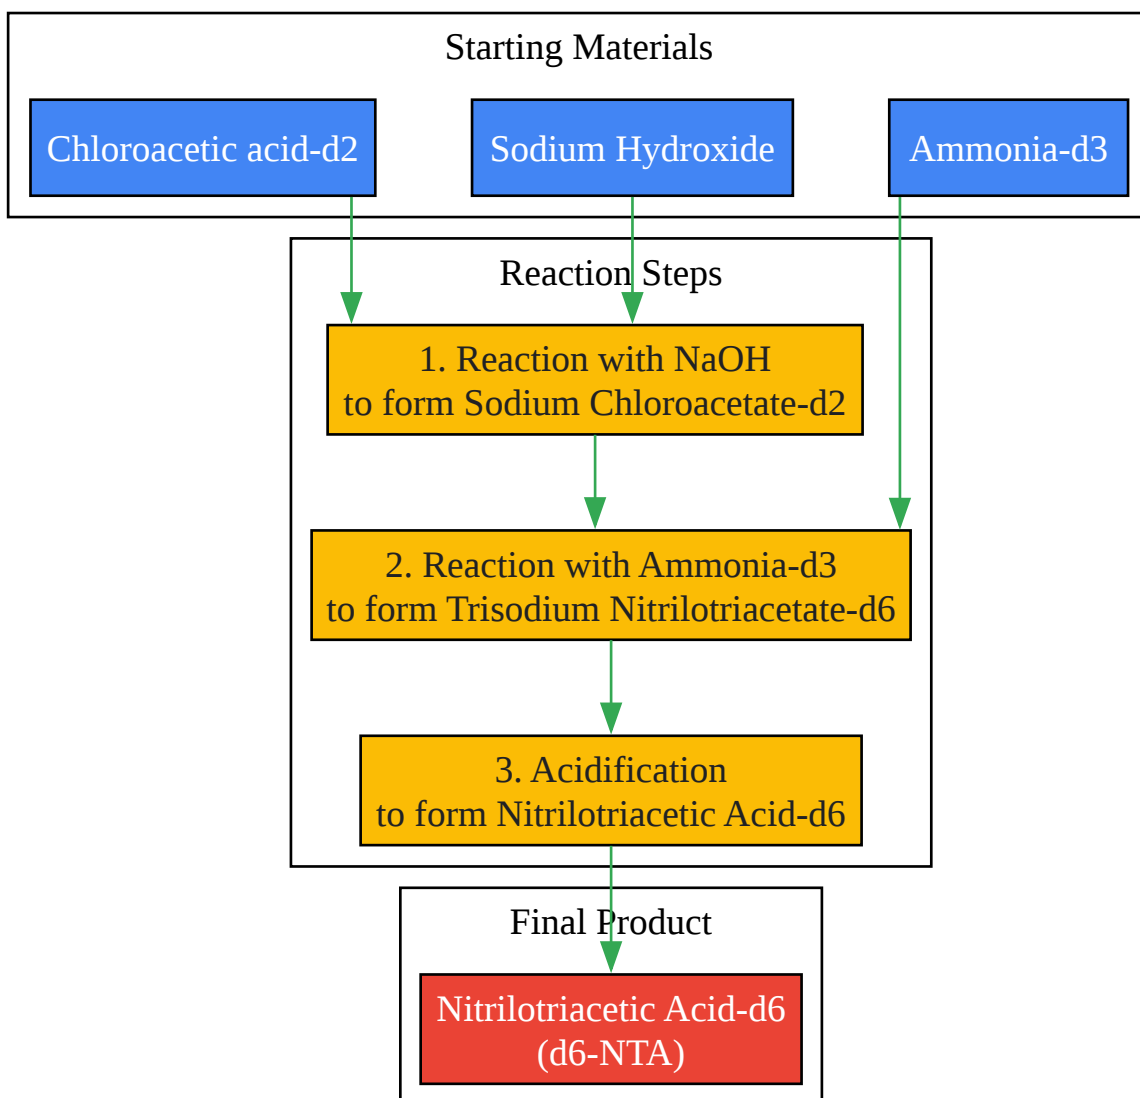 Starting Materials
Chloroacetic acid-d2
Sodium Hydroxide
Ammonia-d3
Reaction Steps
1. Reaction with NaOH
to form Sodium Chloroacetate-d2
2. Reaction with Ammonia-d3
to form Trisodium Nitrilotriacetate-d6
3. Acidification
to form Nitrilotriacetic Acid-d6
Final Product
Nitrilotriacetic Acid-d6
(d6-NTA)